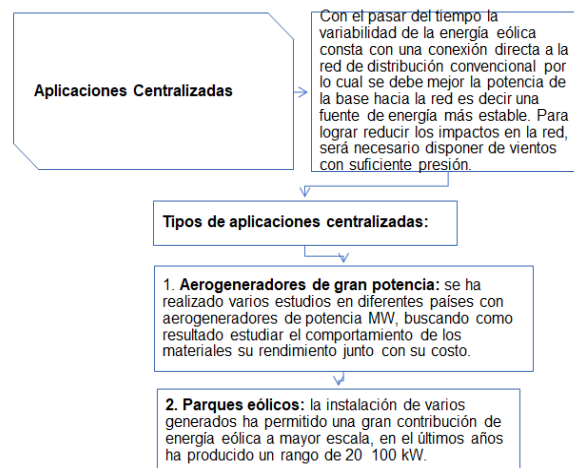 Aplicaciones Centralizadas
Con el pasar del tiempo la
variabilidad de la energía eólica
consta con una conexión directa a la
red de distribución convencional por
lo cual se debe mejor la potencia de
la base hacia la red es decir una
fuente de energía más estable. Para
lograr reducir los impactos en la red,
será necesario disponer de vientos
con suficiente presión.
Tipos de aplicaciones centralizadas:
1. Aerogeneradores de gran potencia: se ha
realizado varios estudios en diferentes países con
aerogeneradores de potencia MW, buscando como
resultado estudiar el comportamiento de los
materiales su rendimiento junto con su costo.
2. Parques eólicos: la instalación de varios
generados ha permitido una gran contribución de
energía eólica a mayor escala, en el últimos años
ha producido un rango de 20 100 kW.